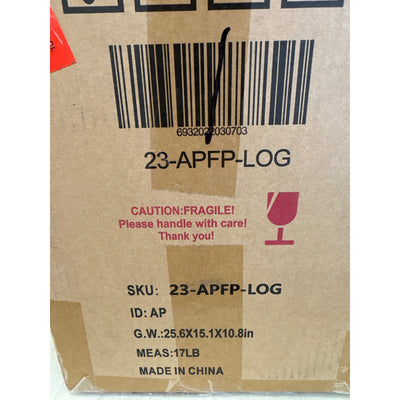 6932022030703
23-APFP-LOG
CAUTION:FRAGILE!
Please handle with care!
Thank you!
SKU: 23-APFP-LOG
ID: AP
G.W.:25.6X15.1X10.8in
MEAS:17LB
MADE IN CHINA